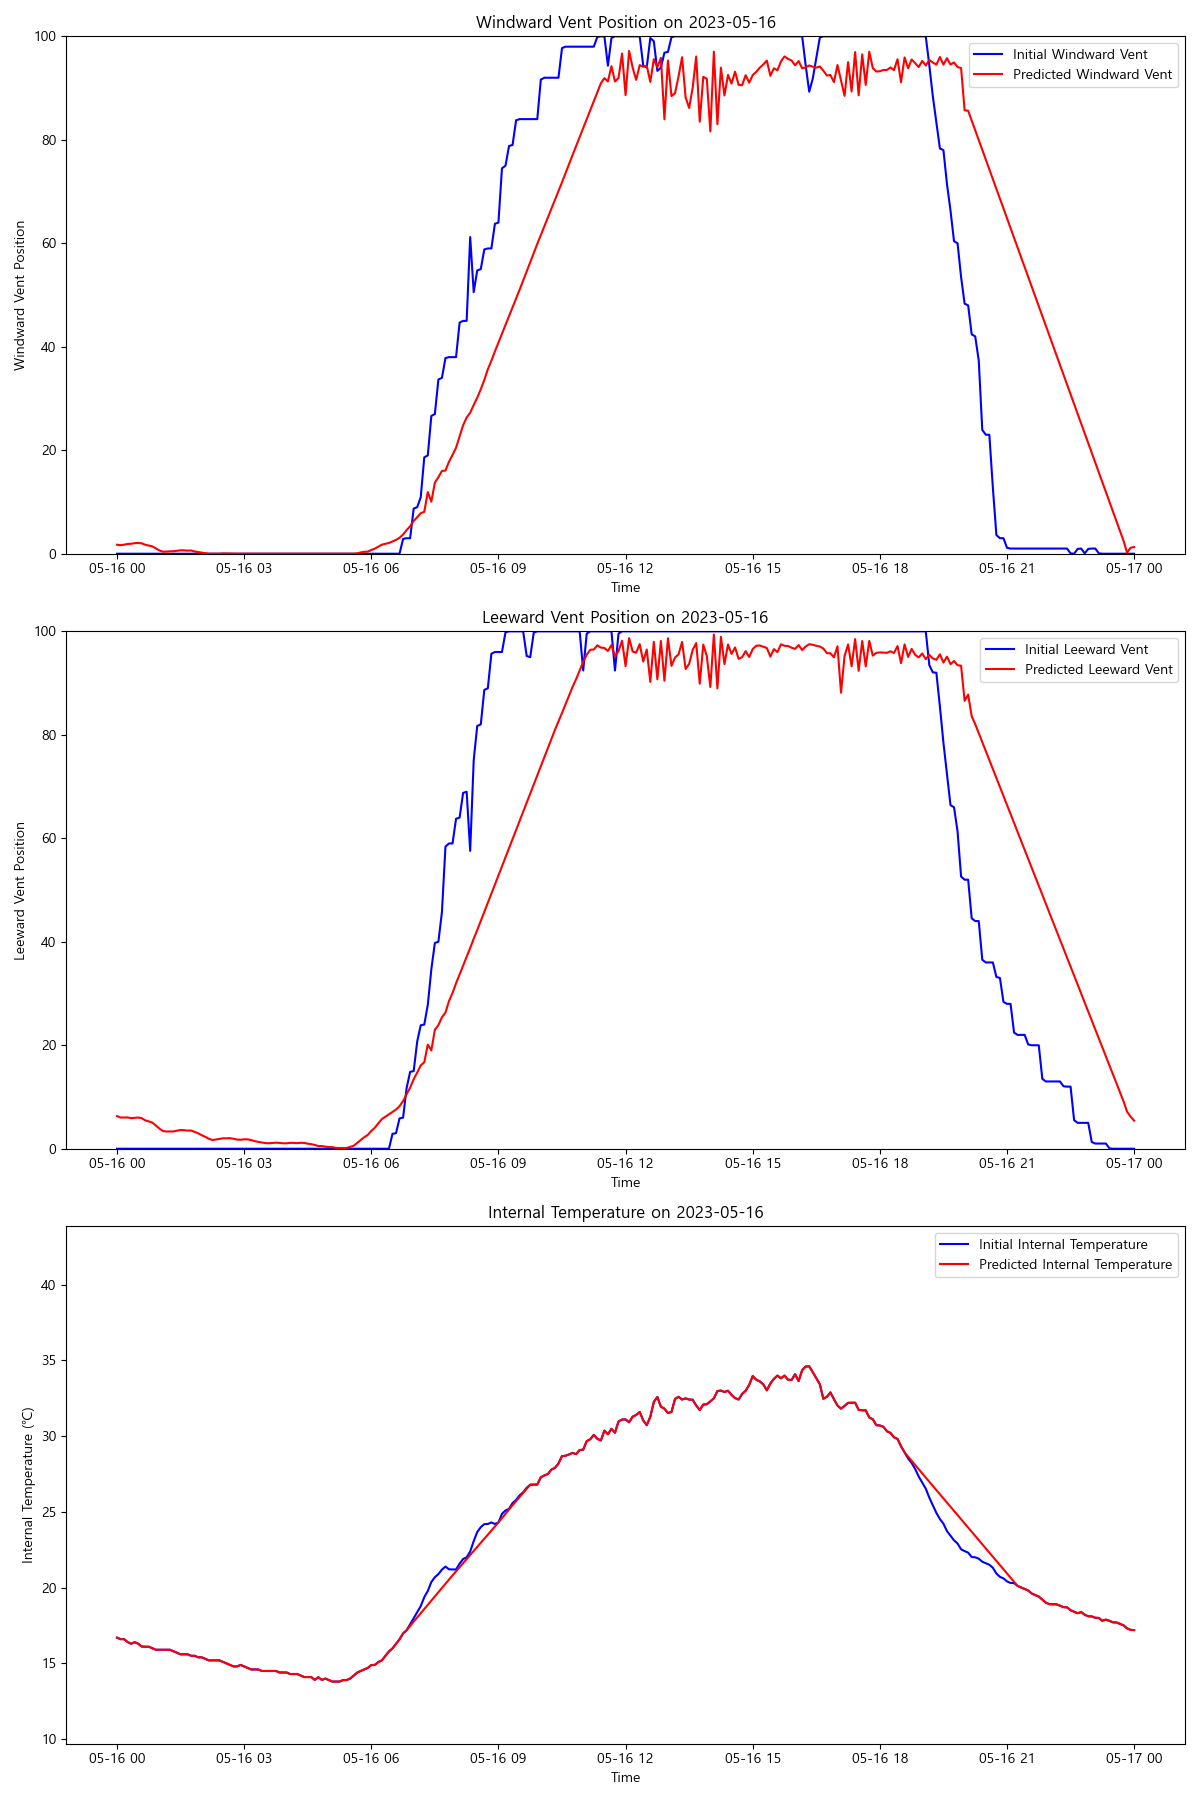 Windward Vent Position on 2023-05-16
100
80
60
40
20
0
Windward Vent Position
Initial Windward Vent
Predicted Windward Vent
05-16 00 05-16 03 05-16 06 05-16 09 05-16 12 05-16 15 05-16 18 05-16 21 05-17 00
Time
Leeward Vent Position on 2023-05-16
100
80
60
40
20
0
Leeward Vent Position
Initial Leeward Vent
Predicted Leeward Vent
05-16 00 05-16 03 05-16 06 05-16 09 05-16 12 05-16 15 05-16 18 05-16 21 05-17 00
Time
Internal Temperature on 2023-05-16
40
35
30
25
20
15
10
Internal Temperature (℃)
Initial Internal Temperature
Predicted Internal Temperature
05-16 00 05-16 03 05-16 06 05-16 09 05-16 12 05-16 15 05-16 18 05-16 21 05-17 00
Time